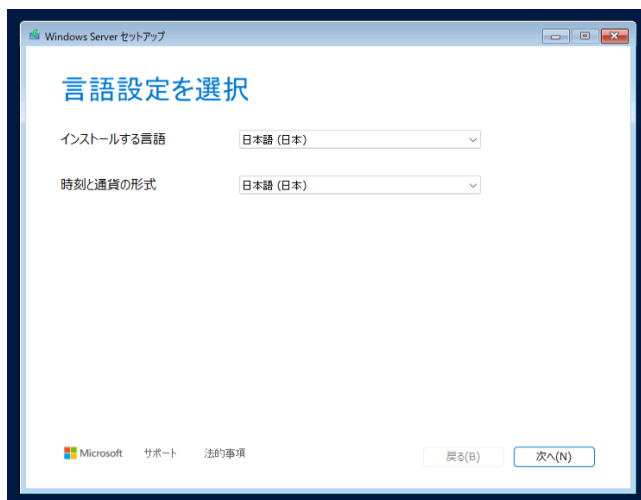 Windows Server セットアップ
言語設定を選択
インストールする言語 日本語 (日本)
時刻と通貨の形式 日本語 (日本)
Microsoft サポート 法的事項 戻る(B) 次へ(N)